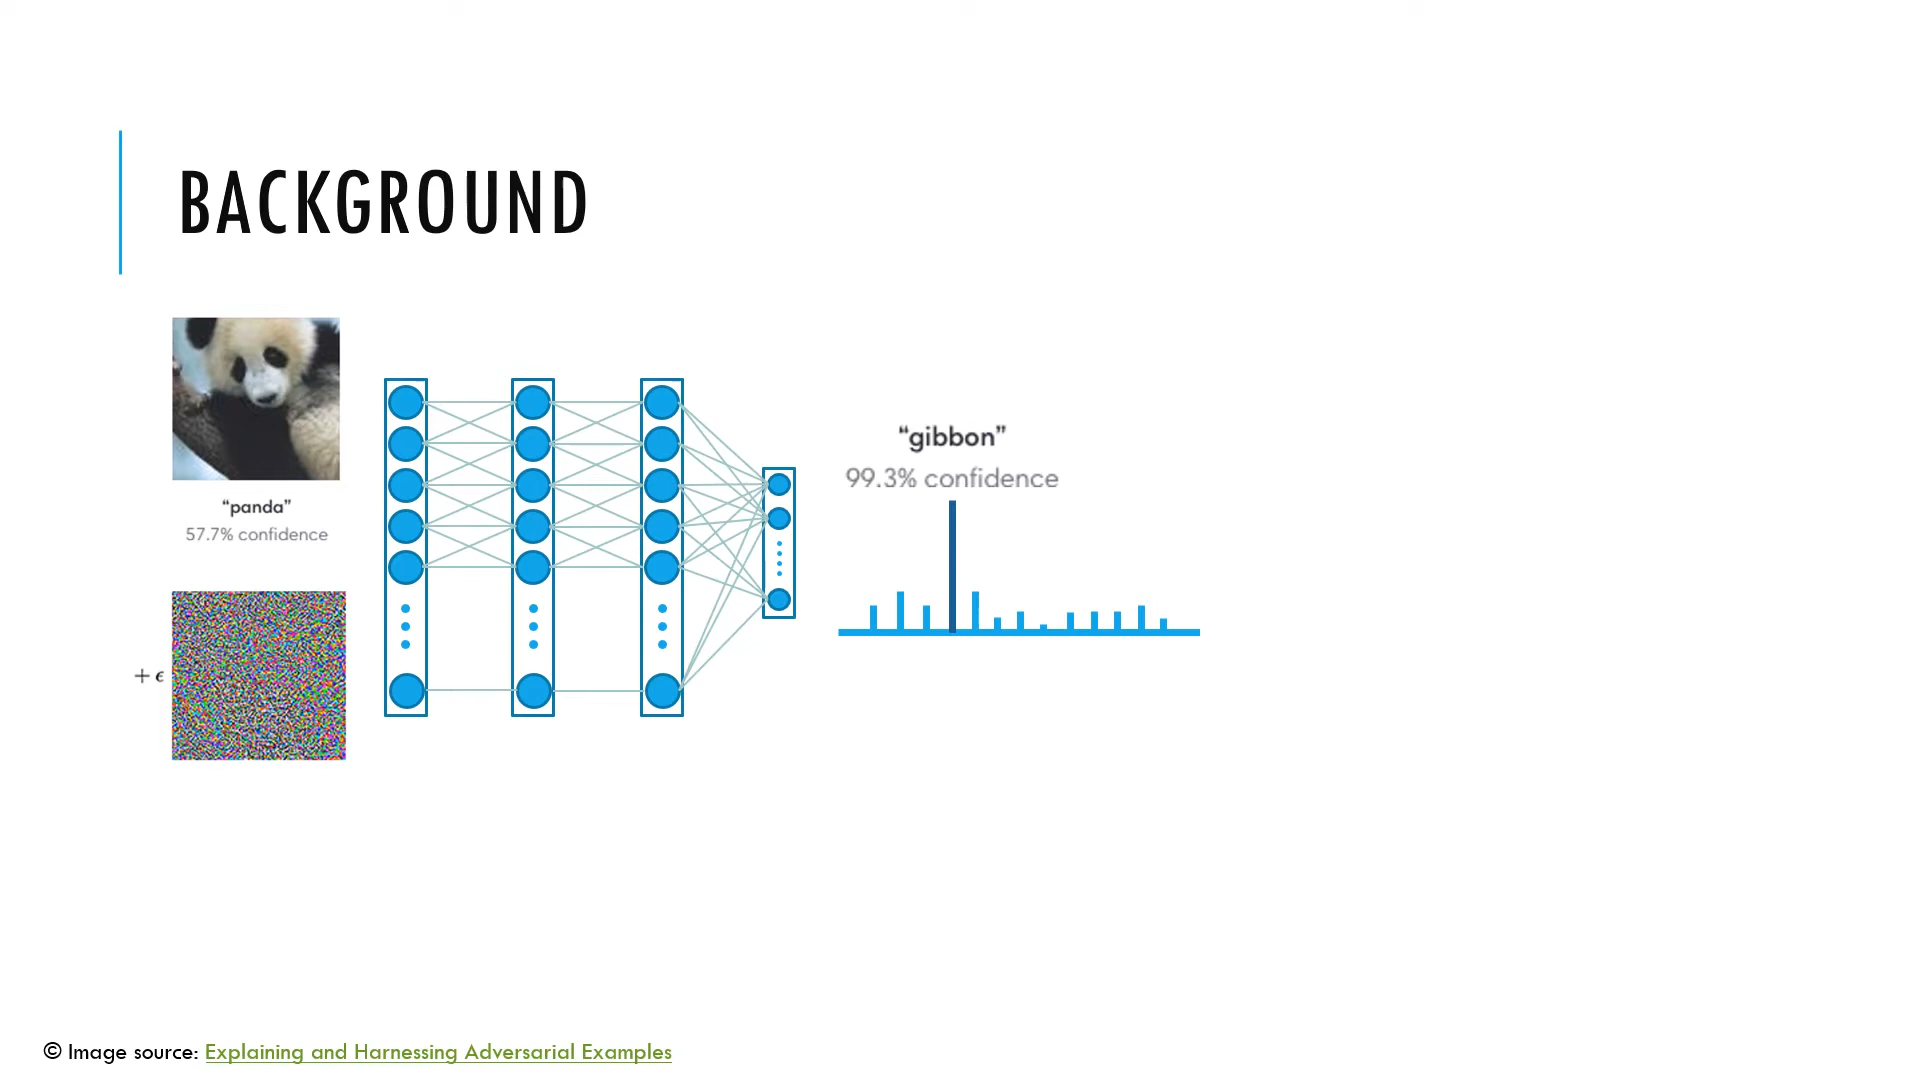 BACKGROUND
“panda”
57.7% confidence
+ ϵ
“gibbon”
99.3% confidence
© Image source: Explaining and Harnessing Adversarial Examples